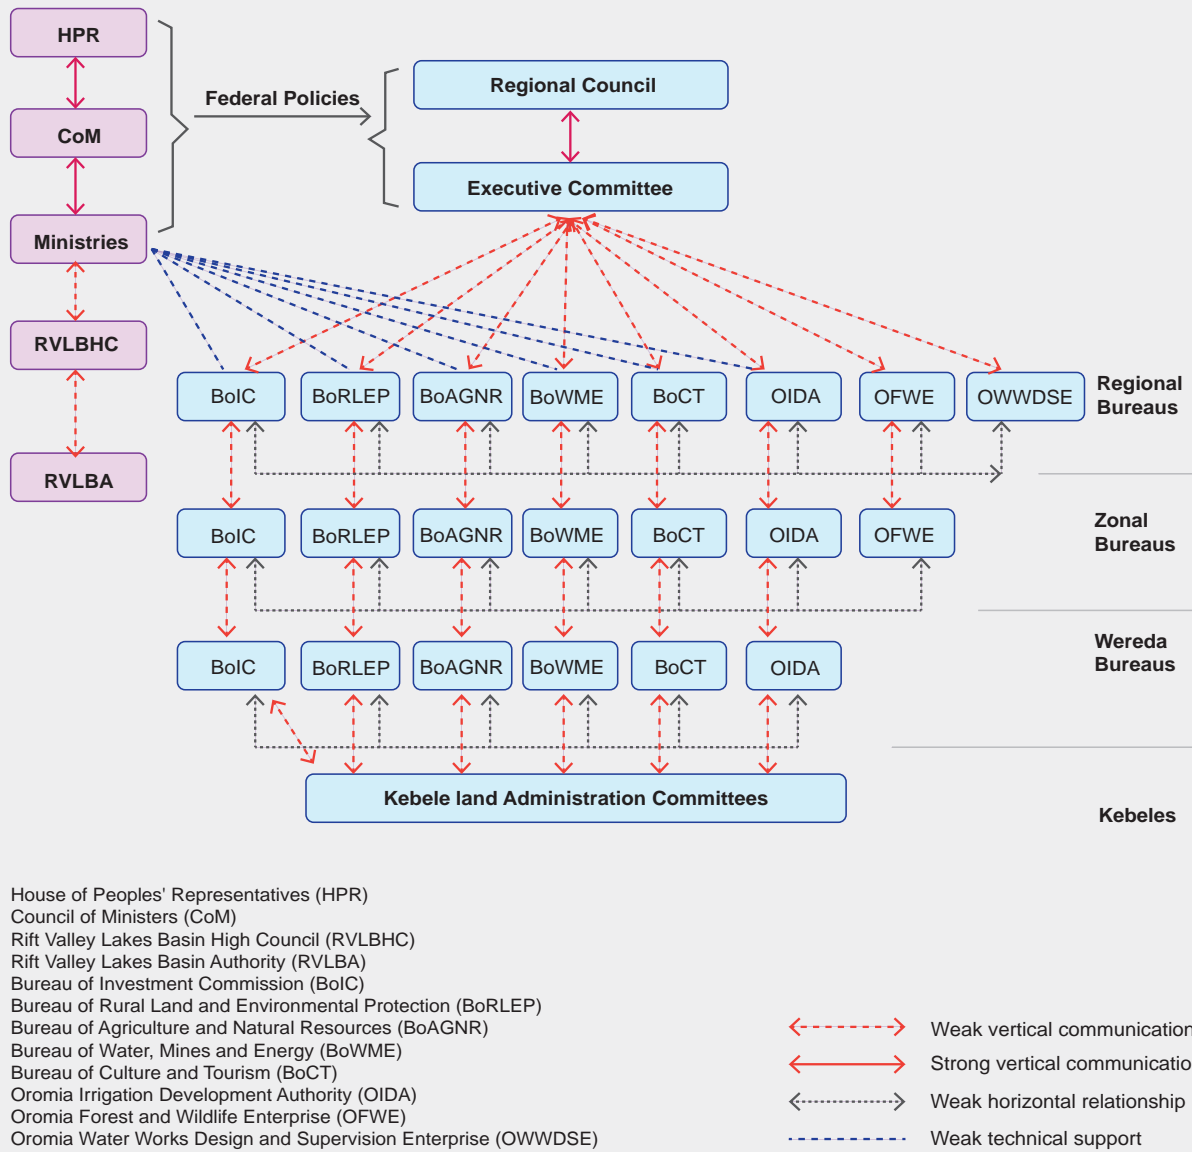 HPR
Federal Policies
Regional Council
CoM
Executive Committee
Ministries
RVLBHC
RVLBA
BoIC
BoRLEP
BoAGNR
BoWME
BoCT
OIDA
OFWE
OWWDSE
Regional
Bureaus
BoIC
BoRLEP
BoAGNR
BoWME
BoCT
OIDA
OFWE
Zonal
Bureaus
BoIC
BoRLEP
BoAGNR
BoWME
BoCT
OIDA
Wereda
Bureaus
Kebele land Administration Committees
Kebeles
House of Peoples' Representatives (HPR)
Council of Ministers (CoM)
Rift Valley Lakes Basin High Council (RVLBHC)
Rift Valley Lakes Basin Authority (RVLBA)
Bureau of Investment Commission (BoIC)
Bureau of Rural Land and Environmental Protection (BoRLEP)
Bureau of Agriculture and Natural Resources (BoAGNR)
Bureau of Water, Mines and Energy (BoWME)
Bureau of Culture and Tourism (BoCT)
Oromia Irrigation Development Authority (OIDA)
Oromia Forest and Wildlife Enterprise (OFWE)
Oromia Water Works Design and Supervision Enterprise (OWWDSE)
Weak vertical communication
Strong vertical communicatio
Weak horizontal relationship
Weak technical support